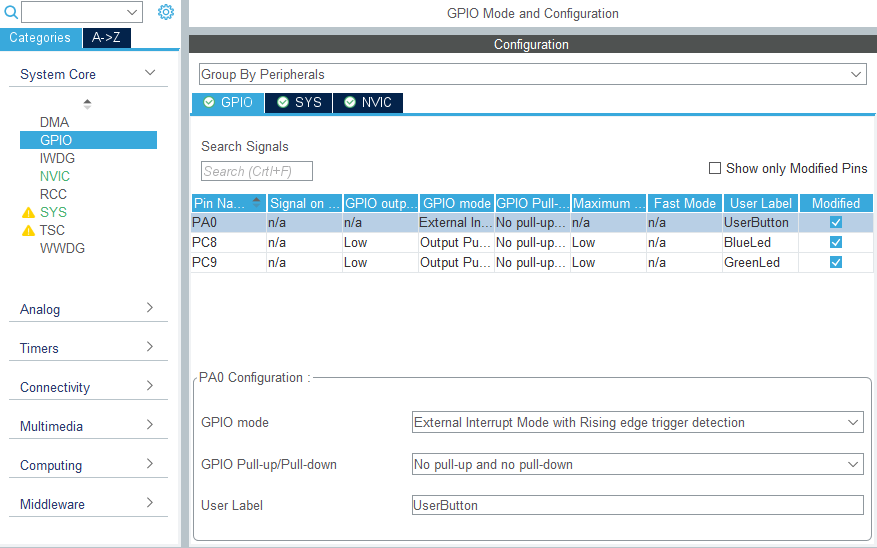 GPIO Mode and Configuration
Categories A->Z
Configuration
System Core
Group By Peripherals
GPIO SYS NVIC
DMA
GPIO
IWDG
NVIC
RCC
SYS
TSC
WWDG
Analog
Timers
Connectivity
Multimedia
Computing
Middleware
Search Signals
Search (CrtI+F)
Show only Modified Pins
Pin Na... Signal on ... GPIO outp... GPIO mode GPIO Pull-... Maximum ... Fast Mode User Label Modified
PA0 n/a n/a External In... No pull-up... n/a n/a UserButton
PC8 n/a Low Output Pu... No pull-up... Low n/a BlueLed
PC9 n/a Low Output Pu... No pull-up... Low n/a GreenLed
PA0 Configuration :
GPIO mode External Interrupt Mode with Rising edge trigger detection
GPIO Pull-up/Pull-down No pull-up and no pull-down
User Label UserButton